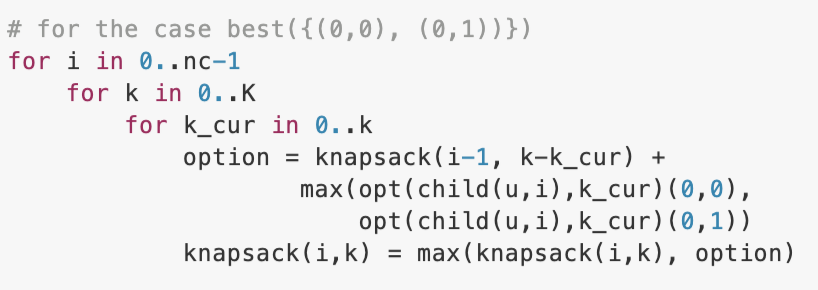 # for the case best({(0,0), (0,1))})
for i in 0..nc-1
    for k in 0..K
        for k_cur in 0..k
            option = knapsack(i-1, k-k_cur) +
                    max(opt(child(u,i),k_cur)(0,0),
                        opt(child(u,i),k_cur)(0,1))
            knapsack(i,k) = max(knapsack(i,k), option)